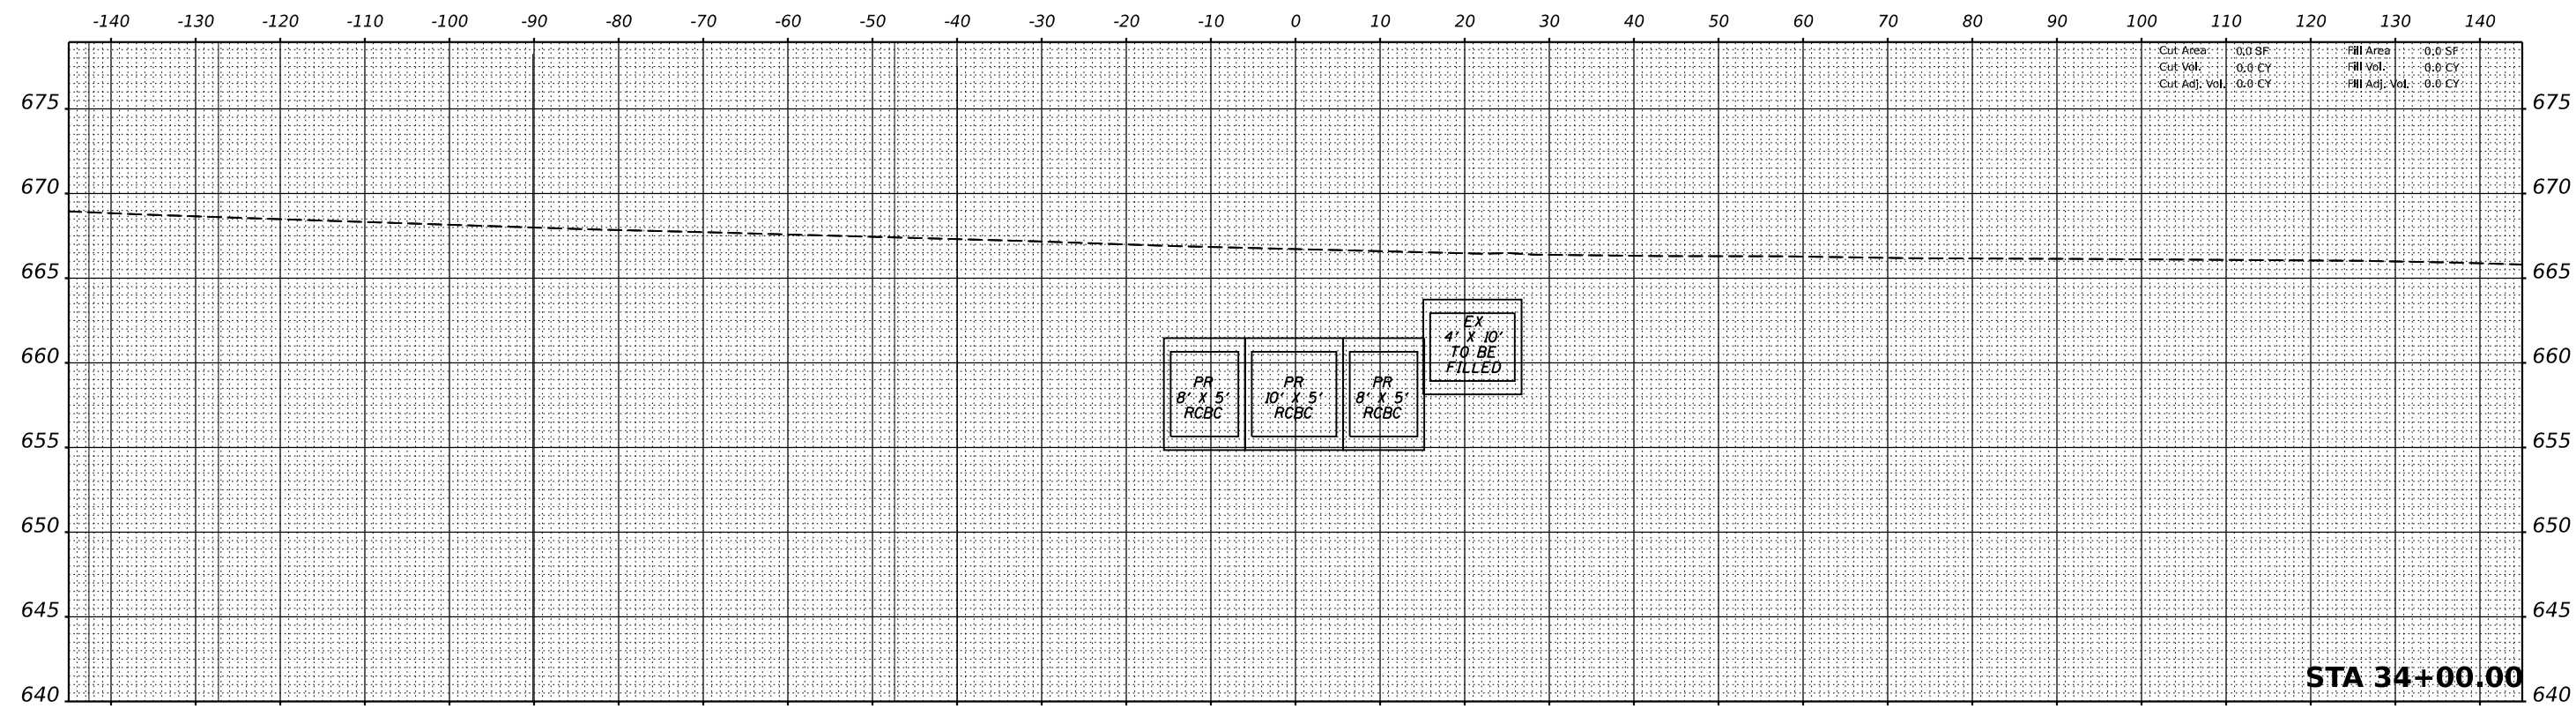 -140 -130 -120 -110 -100 -90 -80 -70 -60 -50 -40 -30 -20 -10 0 10 20 30 40 50 60 70 80 90 100 110 120 130 140
Cut Area 0.0 SF Fill Area 0.0 SF
Cut Vol. 0.0 CY Fill Vol. 0.0 CY
Cut Adj. Vol. 0.0 CY Fill Adj. Vol. 0.0 CY
675 675
670 670
665 665
EX
4' X 10'
TO BE
FILLED
660 660
PR
8' X 5'
RCBC
PR
10' X 5'
RCBC
PR
8' X 5'
RCBC
655 655
650 650
645 645
STA 34+00.00
640 640